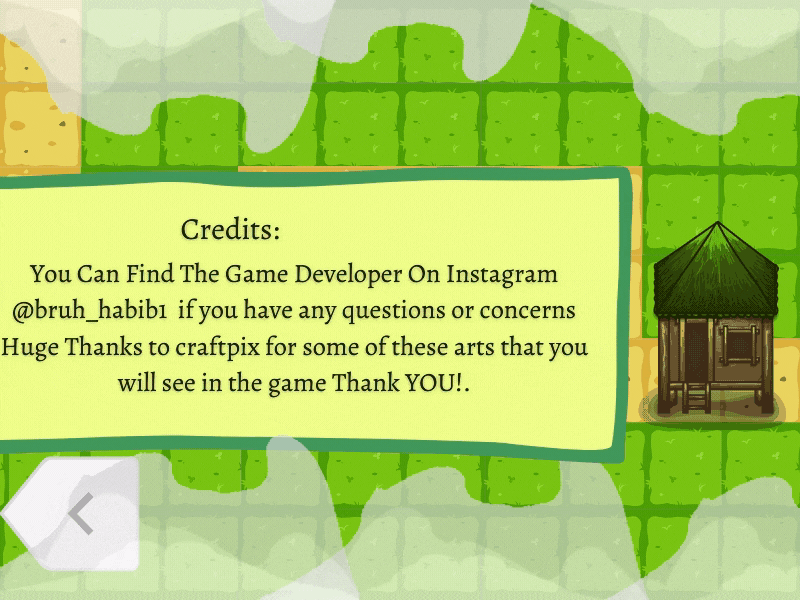 Credits:
You Can Find The Game Developer On Instagram
@bruh_habib1 if you have any questions or concerns
Huge Thanks to craftpix for some of these arts that you
will see in the game Thank YOU!.